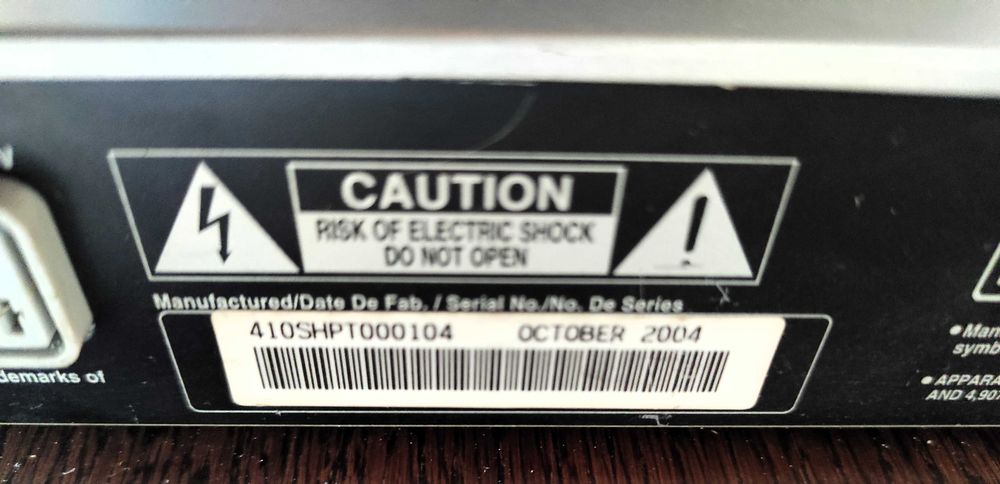 CAUTION
RISK OF ELECTRIC SHOCK
DO NOT OPEN
Manufactured/Date De Fab. / Serial No./No. De Series
410SHPT000104 OCTOBER 2004
demarks of
• Man
symb
• APPARA
AND 4,907